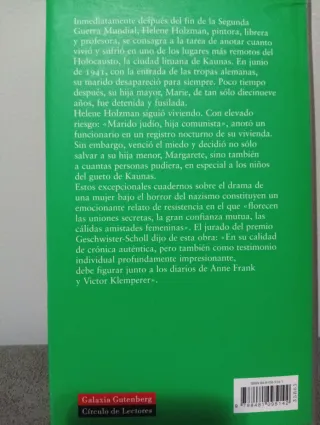 Inmediatamente después del fin de la Segunda
Guerra Mundial, Helene Holzman, pintora, librera
y profesora, se consagra a la tarea de anotar cuanto
vivió y sufrió en uno de los lugares más remotos del
Holocausto, la ciudad lituana de Kaunas. En junio
de 1941, con la entrada de las tropas alemanas,
su marido desapareció para siempre. Poco tiempo
después, su hija mayor, Marie, de tan sólo diecinueve
años, fue detenida y fusilada.
Helene Holzman siguió viviendo. Con elevado
riesgo: «Marido judío, hija comunista», anotó un
funcionario en un registro nocturno de su vivienda.
Sin embargo, venció el miedo y decidió no sólo
salvar a su hija menor, Margarete, sino también
a cuantas personas pudiera, en especial a los niños
del gueto de Kaunas.
Estos excepcionales cuadernos sobre el drama de
una mujer bajo el horror del nazismo constituyen un
emocionante relato de resistencia en el que «florecen
las uniones secretas, la gran confianza mutua, las
cálidas amistades femeninas». El jurado del premio
Geschwister-Scholl dijo de esta obra: «En su calidad
de crónica auténtica, pero también como testimonio
individual profundamente impresionante,
debe figurar junto a los diarios de Anne Frank
y Victor Klemperer».
Galaxia Gutenberg
Círculo de Lectores